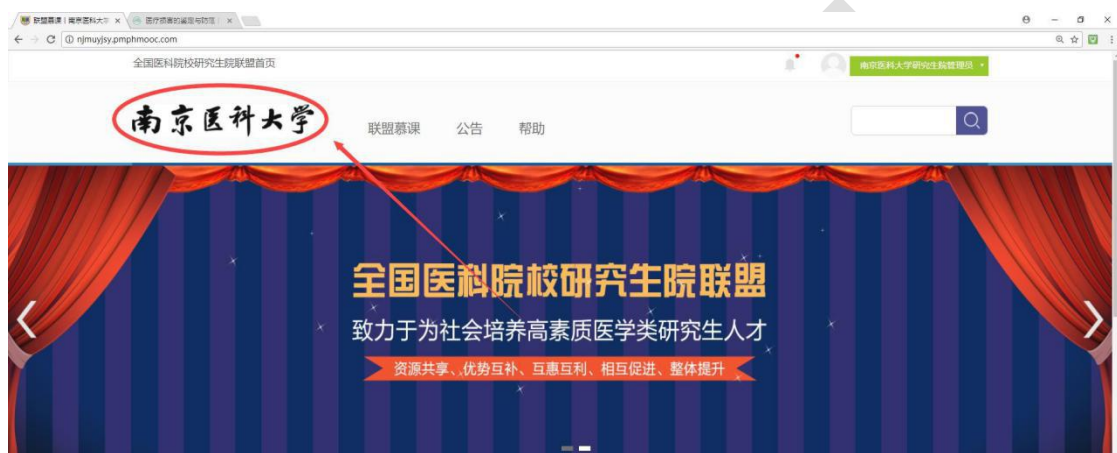 联盟慕课 | 南京医科大学
医疗损害的鉴定与防范
njmuyjsy.pmphmooc.com
全国医科院校研究生院联盟首页
南京医科大学研究生院管理员
南京医科大学
联盟慕课 公告 帮助
全国医科院校研究生院联盟
致力于为社会培养高素质医学类研究生人才
资源共享、优势互补、互惠互利、相互促进、整体提升